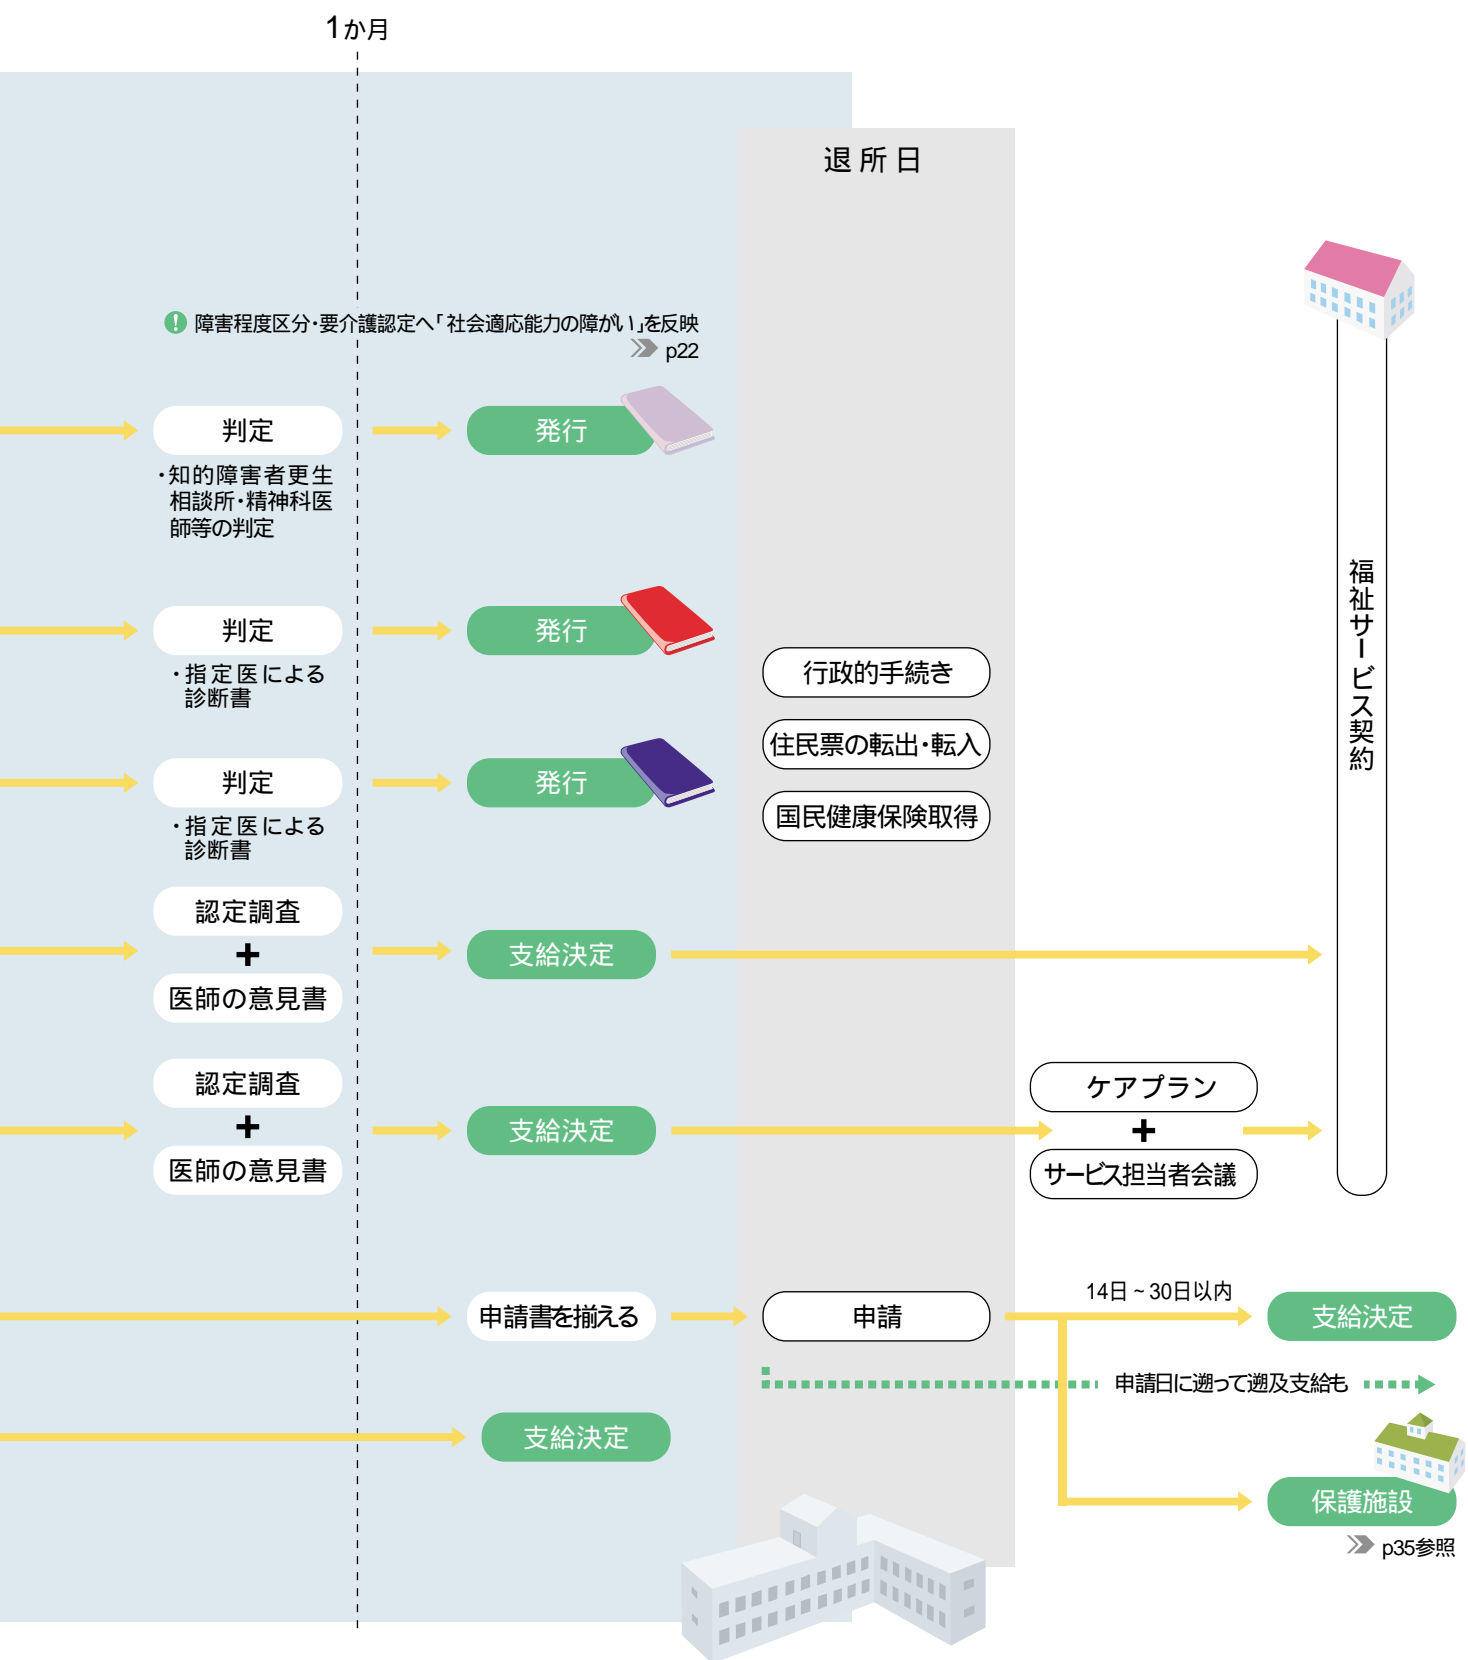 1か月
退所日
障害程度区分・要介護認定へ「社会適応能力の障がい」を反映
p22
判定
発行
・知的障害者更生
相談所・精神科医
師等の判定
判定
発行
・指定医による
診断書
判定
発行
・指定医による
診断書
行政的手続き
住民票の転出・転入
国民健康保険取得
福祉サービス契約
認定調査
+
医師の意見書
支給決定
認定調査
+
医師の意見書
支給決定
ケアプラン
+
サービス担当者会議
申請書を揃える
申請
14日~30日以内
支給決定
申請日に遡って遡及支給も
支給決定
保護施設
p35参照